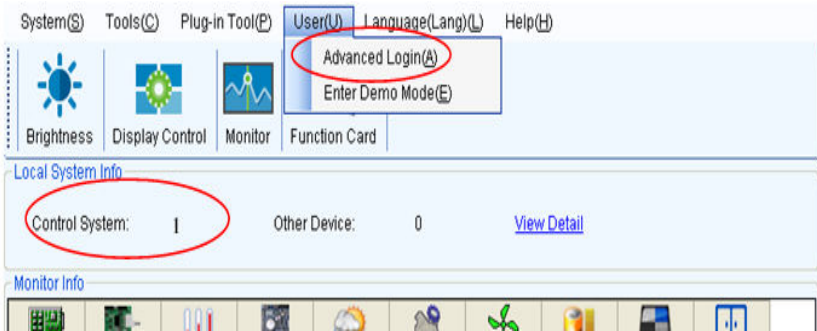 System(S) Tools(C) Plug-in Tool(P) User(U) Language(Lang)(L) Help(H)
Advanced Login(A)
Enter Demo Mode(E)
Brightness Display Control Monitor Function Card
Local System Info
Control System: 1 Other Device: 0 View Detail
Monitor Info